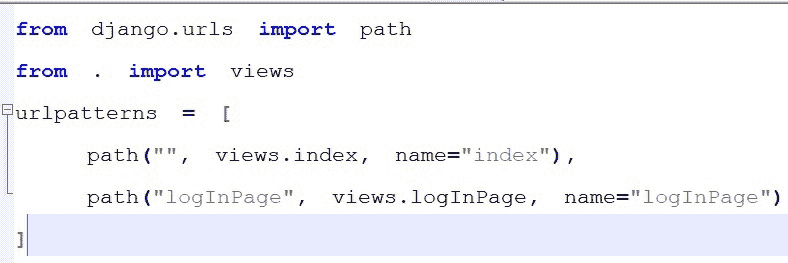 from django.urls import path
from . import views
urlpatterns = [
path("", views.index, name="index"),
path("logInPage", views.logInPage, name="logInPage")
]